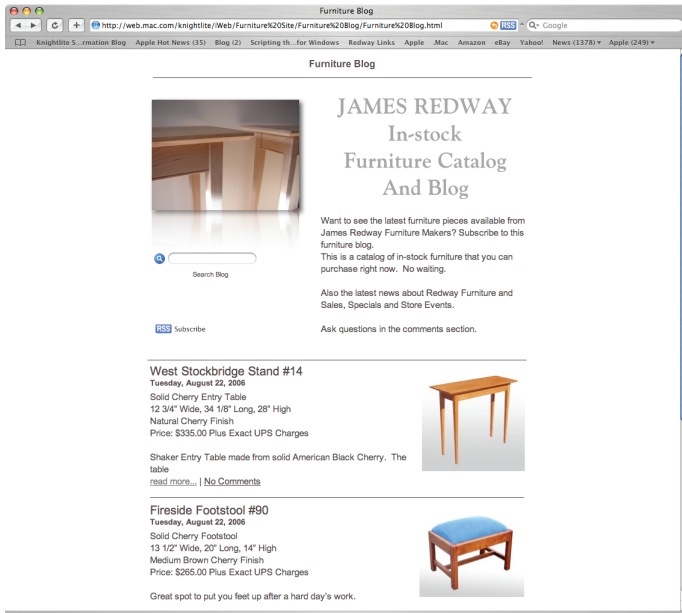 Furniture Blog
http://web.mac.com/knightlite/iWeb/Furniture%20Site/Furniture%20Blog/Furniture%20Blog.html RSS Google
Knightlite S...rmation Blog Apple Hot News (35) Blog (2) Scripting th...for Windows Redway Links Apple .Mac Amazon eBay Yahoo! News (1378) Apple (249)
Furniture Blog
JAMES REDWAY
In-stock
Furniture Catalog
And Blog
Want to see the latest furniture pieces available from
James Redway Furniture Makers? Subscribe to this
furniture blog.
This is a catalog of in-stock furniture that you can
purchase right now. No waiting.
Search Blog
Also the latest news about Redway Furniture and
Sales, Specials and Store Events.
RSS Subscribe
Ask questions in the comments section.
West Stockbridge Stand #14
Tuesday, August 22, 2006
Solid Cherry Entry Table
12 3/4" Wide, 34 1/8" Long, 28" High
Natural Cherry Finish
Price: $335.00 Plus Exact UPS Charges
Shaker Entry Table made from solid American Black Cherry. The
table
read more... | No Comments
Fireside Footstool #90
Tuesday, August 22, 2006
Solid Cherry Footstool
13 1/2" Wide, 20" Long, 14" High
Medium Brown Cherry Finish
Price: $265.00 Plus Exact UPS Charges
Great spot to put you feet up after a hard day's work.